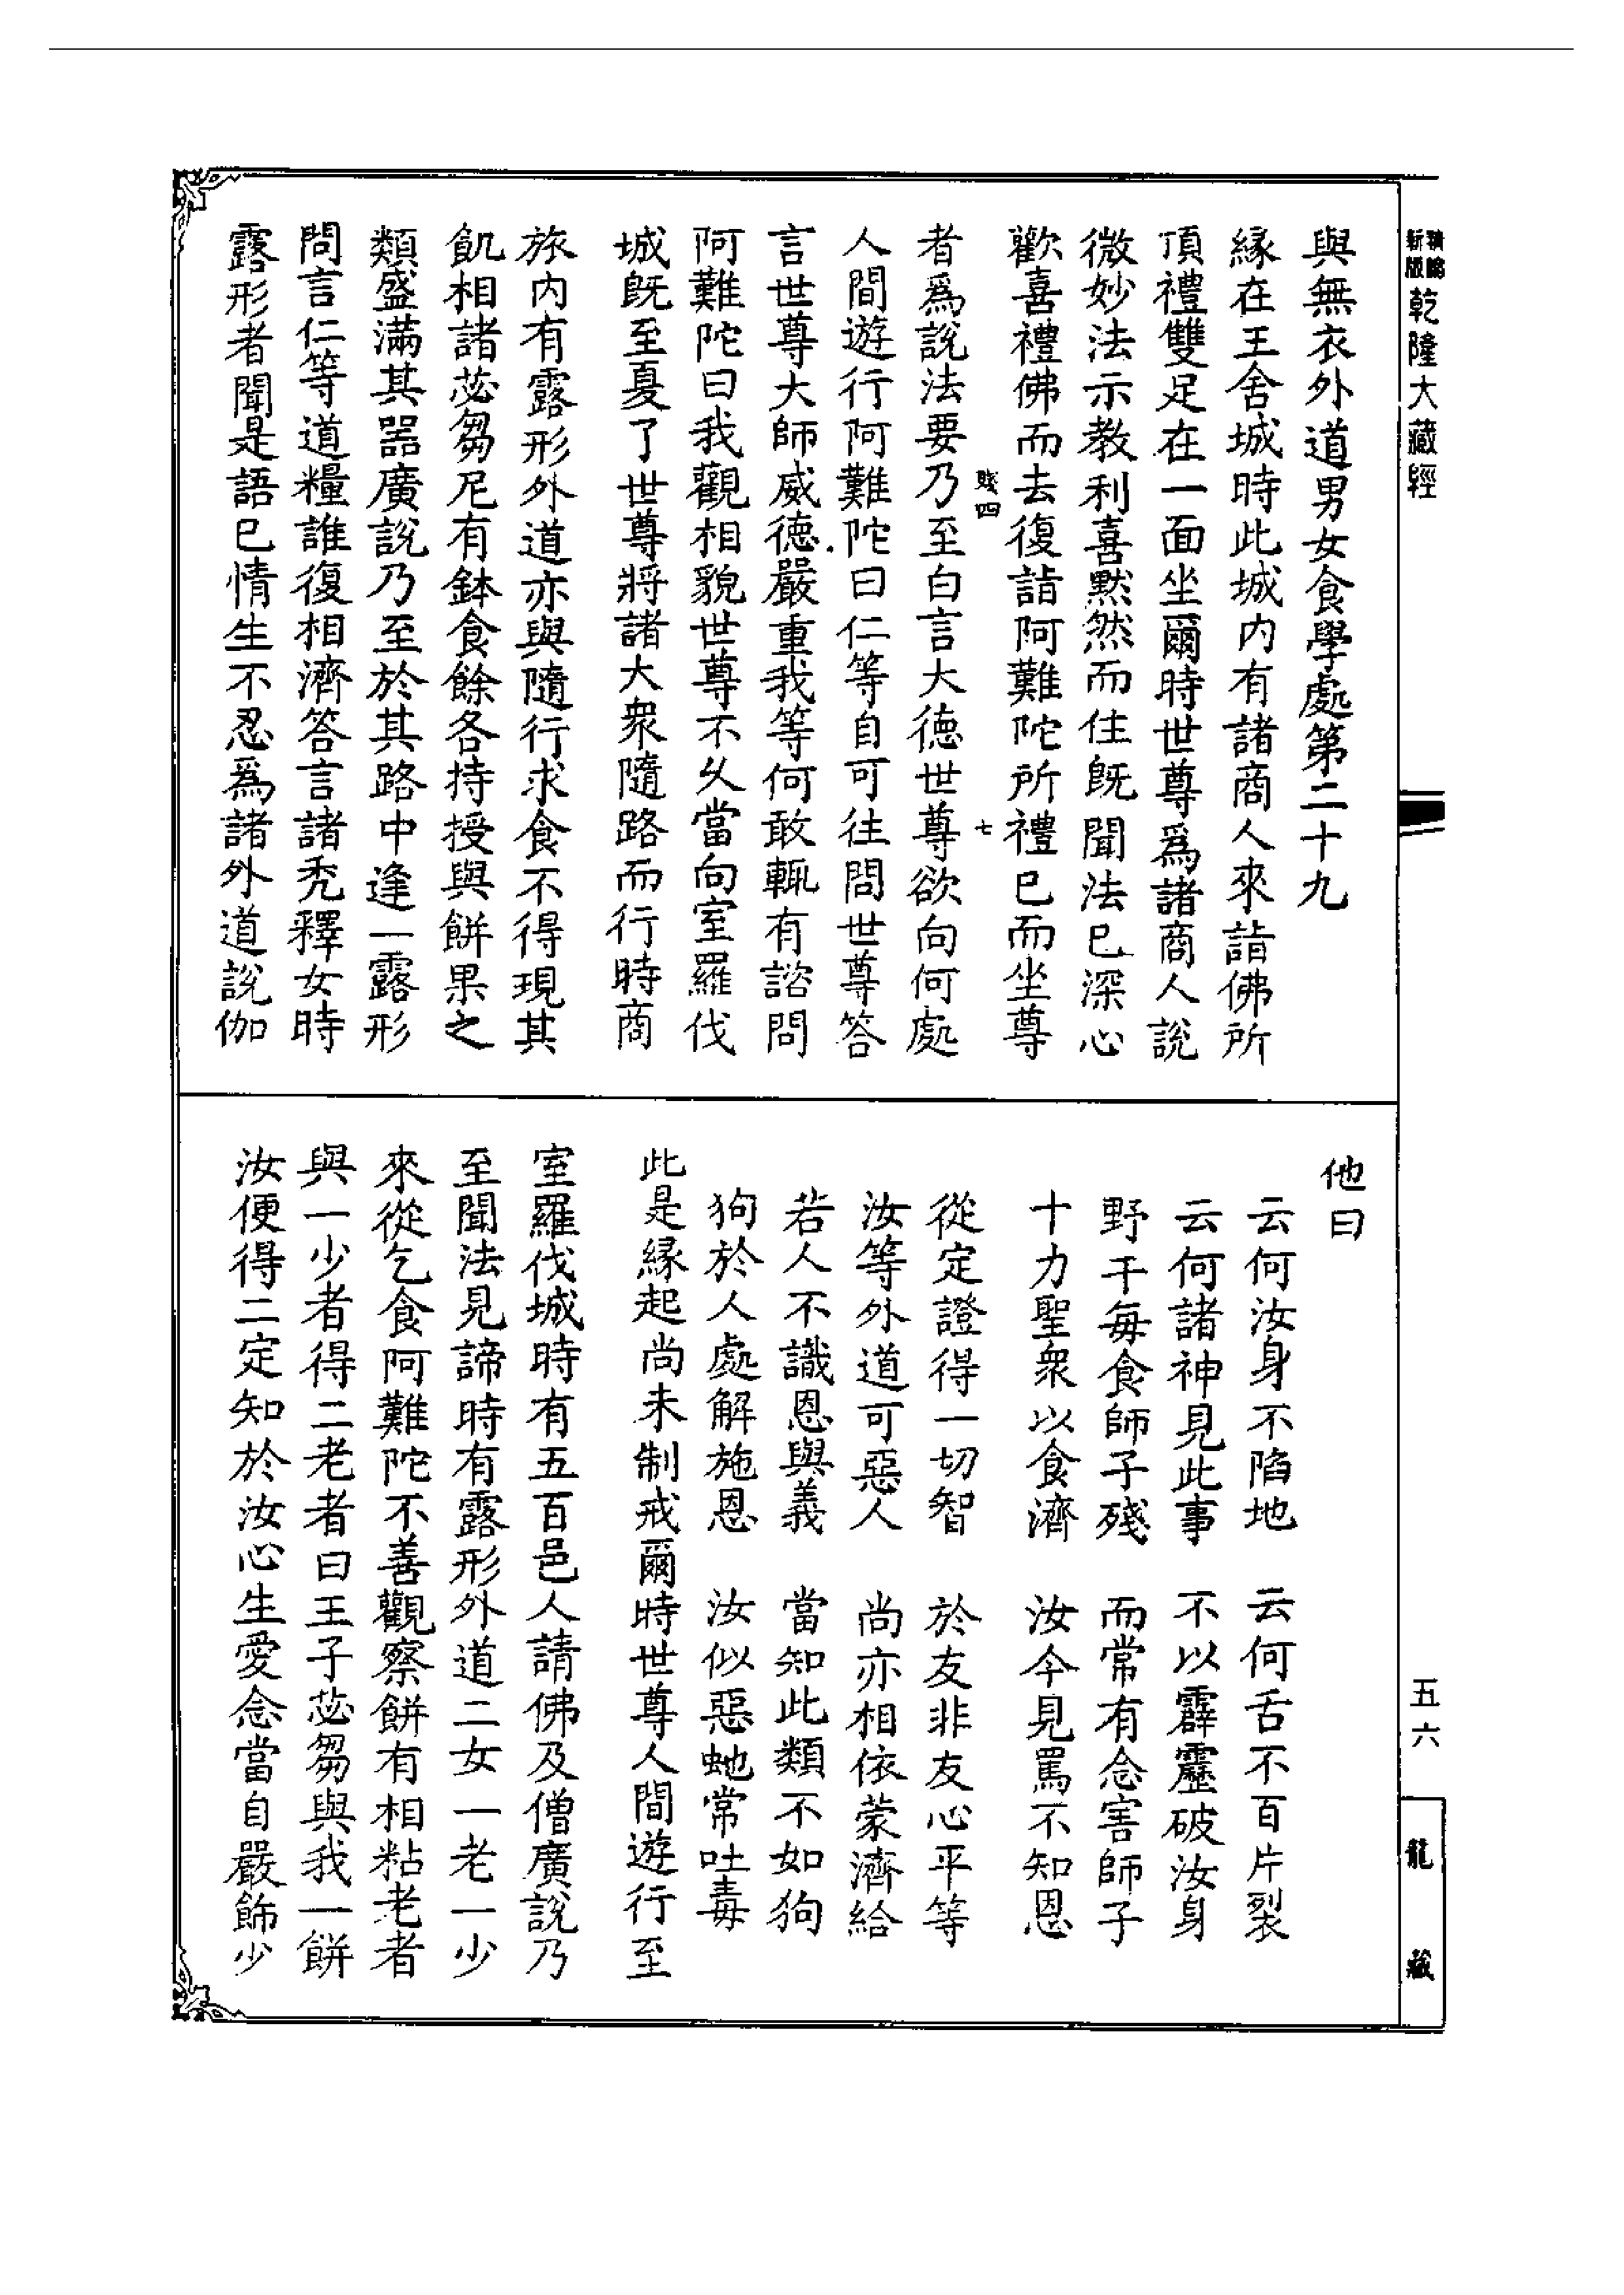 新版
乾隆大藏經
與無衣外道男女食學處第二十九
緣在王舍城時此城内有諸商人來詣佛所
頂禮雙足在一面坐爾時世尊爲諸商人說
微妙法示教利喜默然而住既聞法已深心
歡喜禮佛而去復詣阿難陀所禮已而坐尊
賤四
七
者爲說法要乃至白言大德世尊欲向何處
人間遊行阿難陀曰仁等自可往問世尊答
言世尊大師威德嚴重我等何敢輒有諮問
阿難陀曰我觀相貌世尊不久當向室羅伐
城既至夏了世尊將諸大衆隨路而行時商
旅内有露形外道亦與隨行求食不得現其
飢相諸苾芻尼有鉢食餘各持授與餅果之
類盛滿其器廣說乃至於其路中逢一露形
問言仁等道糧誰復相濟答言諸禿釋女時
露形者聞是語已情生不忍爲諸外道說伽
他曰
云何汝身不陷地　云何舌不百片裂
云何諸神見此事　不以霹靂破汝身
野干每食師子殘　而常有念害師子
十力聖衆以食濟　汝今見罵不知恩
從定證得一切智　於友非友心平等
汝等外道可惡人　尚亦相依蒙濟給
若人不識恩與義　當知此類不如狗
狗於人處解施恩　汝似惡虵常吐毒
此是緣起尚未制戒爾時世尊人間遊行至
室羅伐城時有五百邑人請佛及僧廣說乃
至聞法見諦時有露形外道二女一老一少
來從乞食阿難陀不善觀察餅有相粘老者
與一少者得二老者曰王子苾芻與我一餅
汝便得二定知於汝心生愛念當自嚴飾少
五六
龍藏